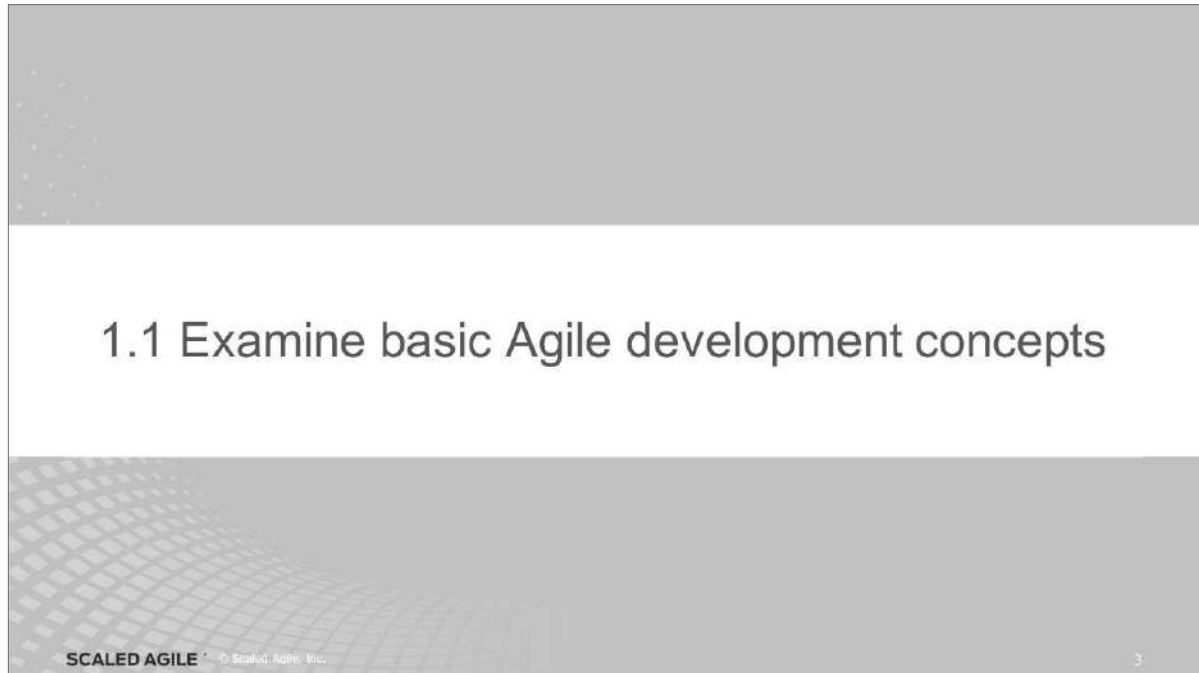 1.1 Examine basic Agile development concepts
SCALED AGILE © Scaled Agile, Inc.
3